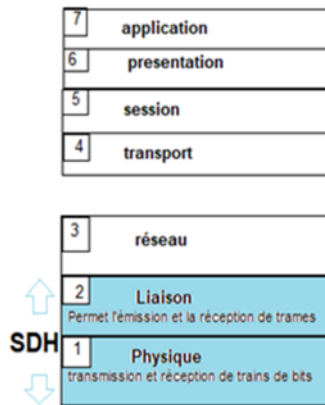 7
application
6
presentation
5
session
4
transport
3
réseau
2
Liaison
Permet l'émission et la réception de trames
SDH
1
Physique
transmission et réception de trains de bits